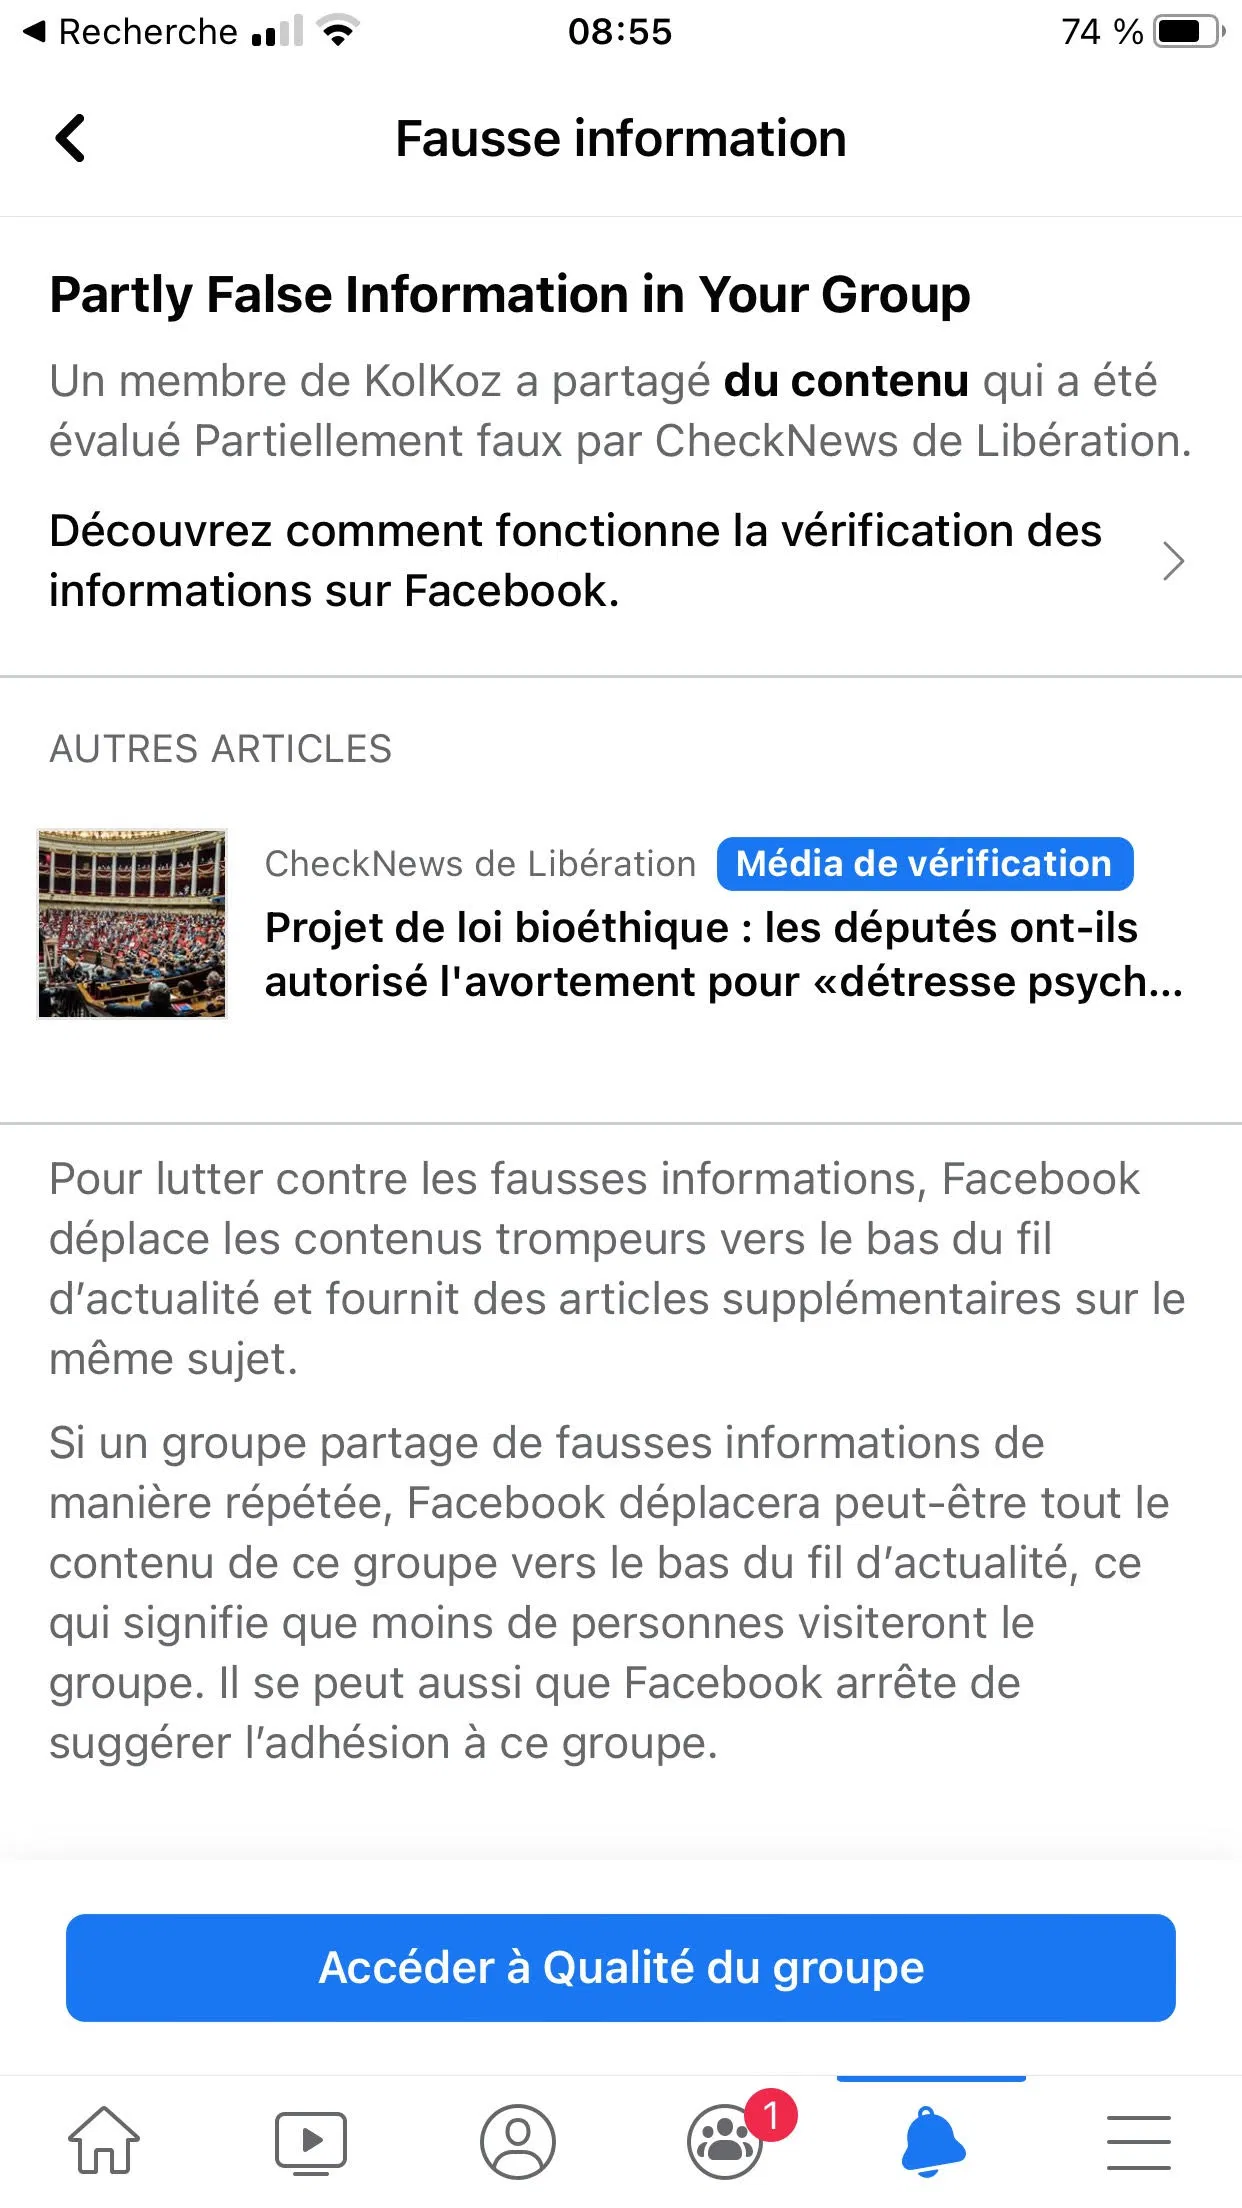 Recherche
08:55
74 %
Fausse information
Partly False Information in Your Group
Un membre de KolKoz a partagé du contenu qui a été
évalué Partiellement faux par CheckNews de Libération.
Découvrez comment fonctionne la vérification des
informations sur Facebook.
AUTRES ARTICLES
CheckNews de Libération Média de vérification
Projet de loi bioéthique : les députés ont-ils
autorisé l'avortement pour «détresse psych...
Pour lutter contre les fausses informations, Facebook
déplace les contenus trompeurs vers le bas du fil
d’actualité et fournit des articles supplémentaires sur le
même sujet.
Si un groupe partage de fausses informations de
manière répétée, Facebook déplacera peut-être tout le
contenu de ce groupe vers le bas du fil d’actualité, ce
qui signifie que moins de personnes visiteront le
groupe. Il se peut aussi que Facebook arrête de
suggérer l’adhésion à ce groupe.
Accéder à Qualité du groupe
1